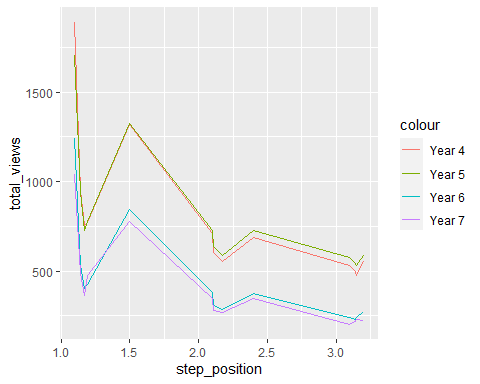 total_views
1500
1000
500
1.0 1.5 2.0 2.5 3.0
step_position
colour
Year 4
Year 5
Year 6
Year 7